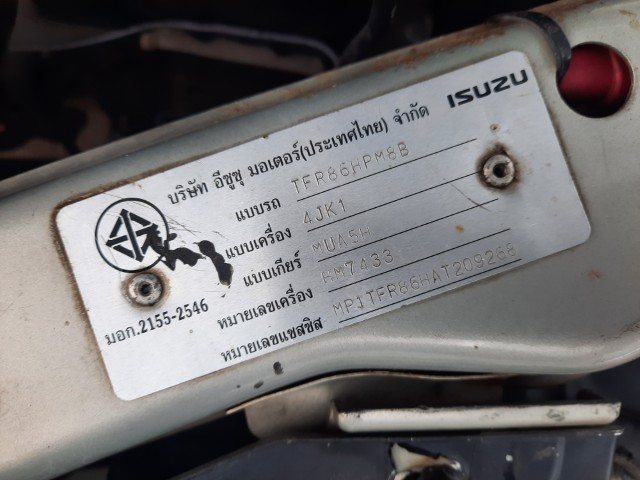 ISUZU
บริษัท อีซูซุ มอเตอร์(ประเทศไทย) จำกัด
แบบรถ TFR86HPM8B
แบบเครื่อง 4JK1
แบบเกียร์ MUA5H
หมายเลขเครื่อง HM7433
หมายเลขแชสซิส MPJTFR86HAT209268
มอก.2155-2546